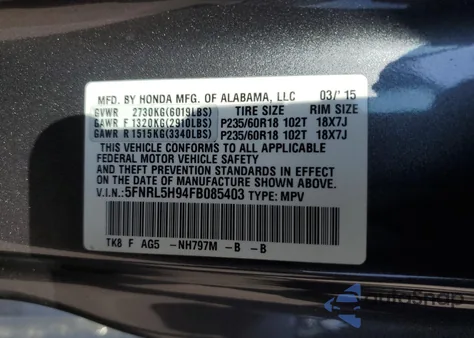 MFD. BY HONDA MFG. OF ALABAMA, LLC 03/'15
GVWR 2730KG(6019LBS) TIRE SIZE RIM SIZE
GAWR F 1320KG(2910LBS) P235/60R18 102T 18X7J
GAWR R 1515KG(3340LBS) P235/60R18 102T 18X7J
THIS VEHICLE CONFORMS TO ALL APPLICABLE
FEDERAL MOTOR VEHICLE SAFETY
AND THEFT PREVENTION STANDARDS IN EFFECT
ON THE DATE OF MANUFACTURE SHOWN ABOVE.
V.I.N.: 5FNRL5H94FB085403 TYPE: MPV
TK8 F AG5 -NH797M -B -B
autosnap